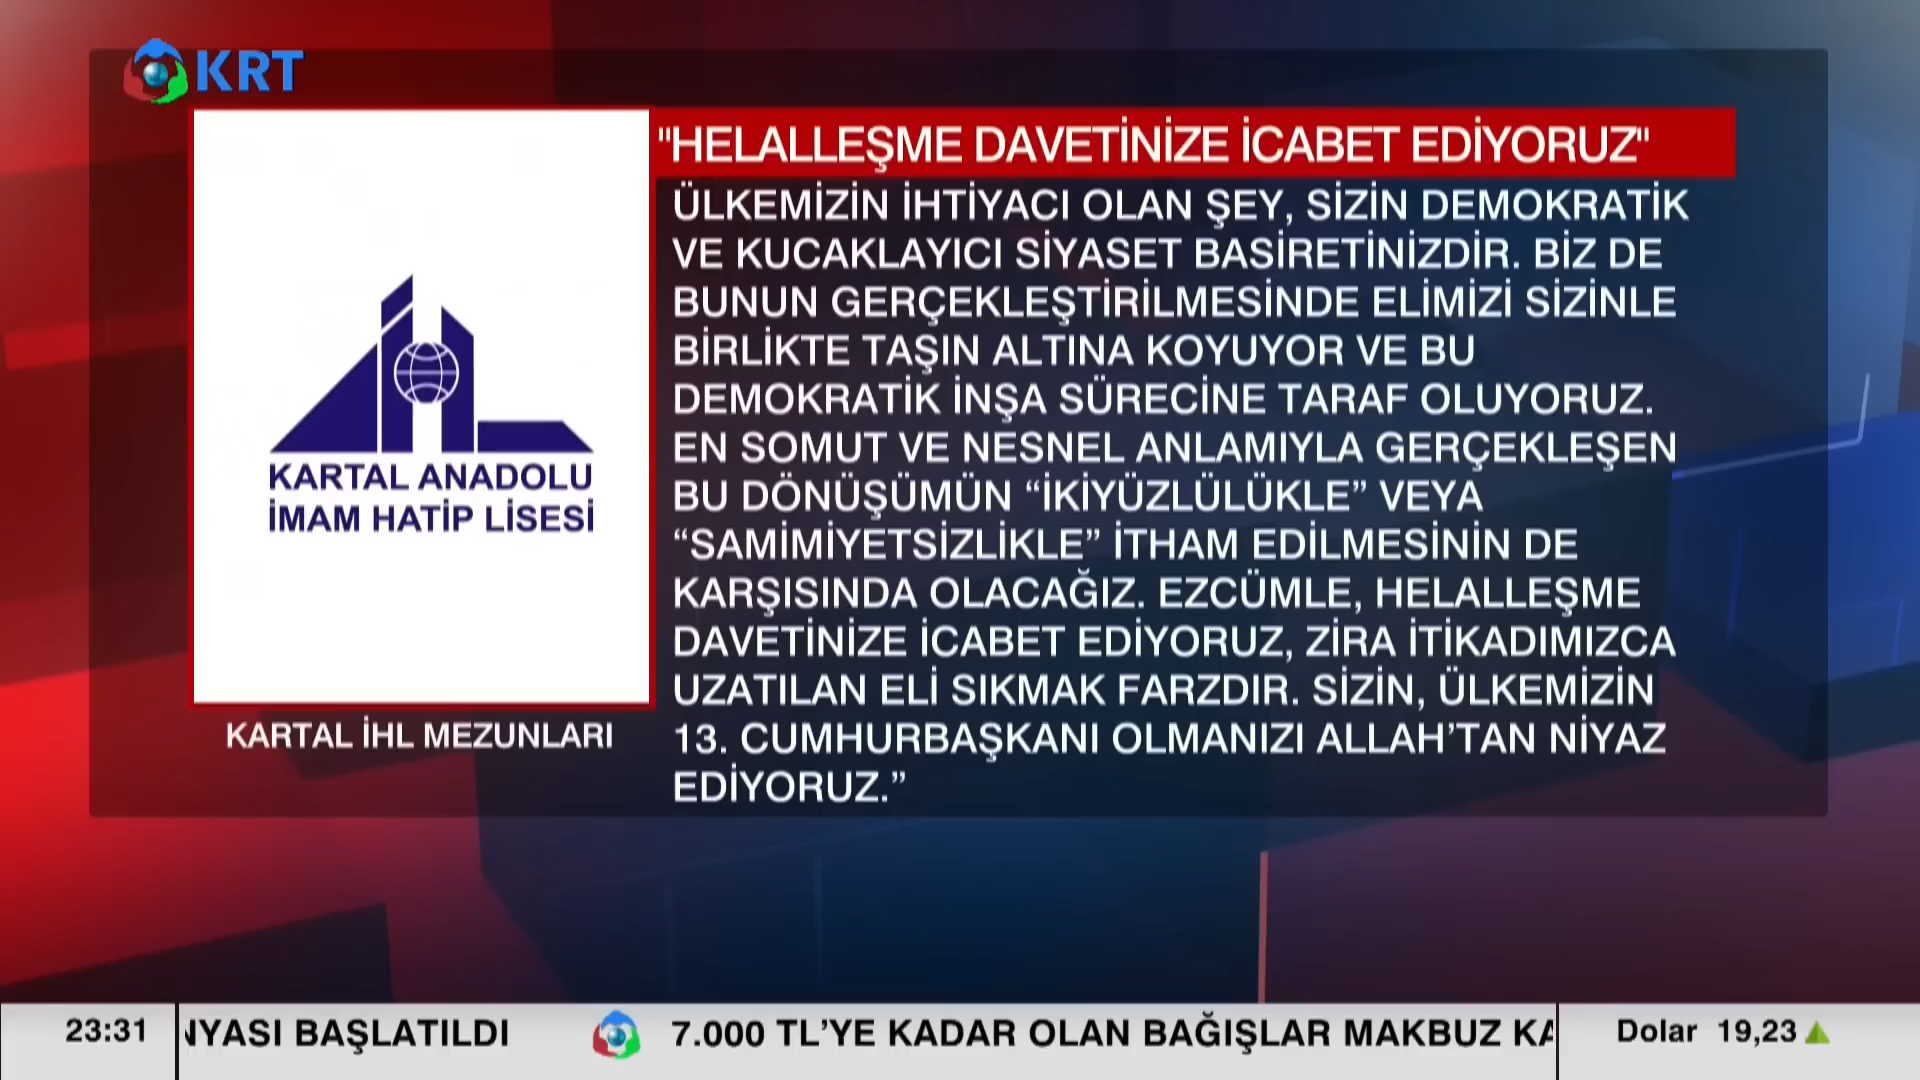 KRT
"HELALLEŞME DAVETİNİZE İCABET EDİYORUZ"
ÜLKEMİZİN İHTİYACI OLAN ŞEY, SİZİN DEMOKRATİK
VE KUCAKLAYICI SİYASET BASİRETİNİZDİR. BİZ DE
BUNUN GERÇEKLEŞTİRİLMESİNDE ELİMİZİ SİZİNLE
BİRLİKTE TAŞIN ALTINA KOYUYOR VE BU
DEMOKRATİK İNŞA SÜRECİNE TARAF OLUYORUZ.
EN SOMUT VE NESNEL ANLAMIYLA GERÇEKLEŞEN
BU DÖNÜŞÜMÜN “İKİYÜZLÜLÜKLE” VEYA
“SAMİMİYETSİZLİKLE” İTHAM EDİLMESİNİN DE
KARŞISINDA OLACAĞIZ. EZCÜMLE, HELALLEŞME
DAVETİNİZE İCABET EDİYORUZ, ZİRA İTİKADIMIZCA
UZATILAN ELİ SIKMAK FARZDIR. SİZİN, ÜLKEMİZİN
13. CUMHURBAŞKANI OLMANIZI ALLAH’TAN NİYAZ
EDİYORUZ.”
KARTAL ANADOLU
İMAM HATİP LİSESİ
KARTAL İHL MEZUNLARI
23:31 NYASI BAŞLATILDI 7.000 TL’YE KADAR OLAN BAĞIŞLAR MAKBUZ KA Dolar 19,23